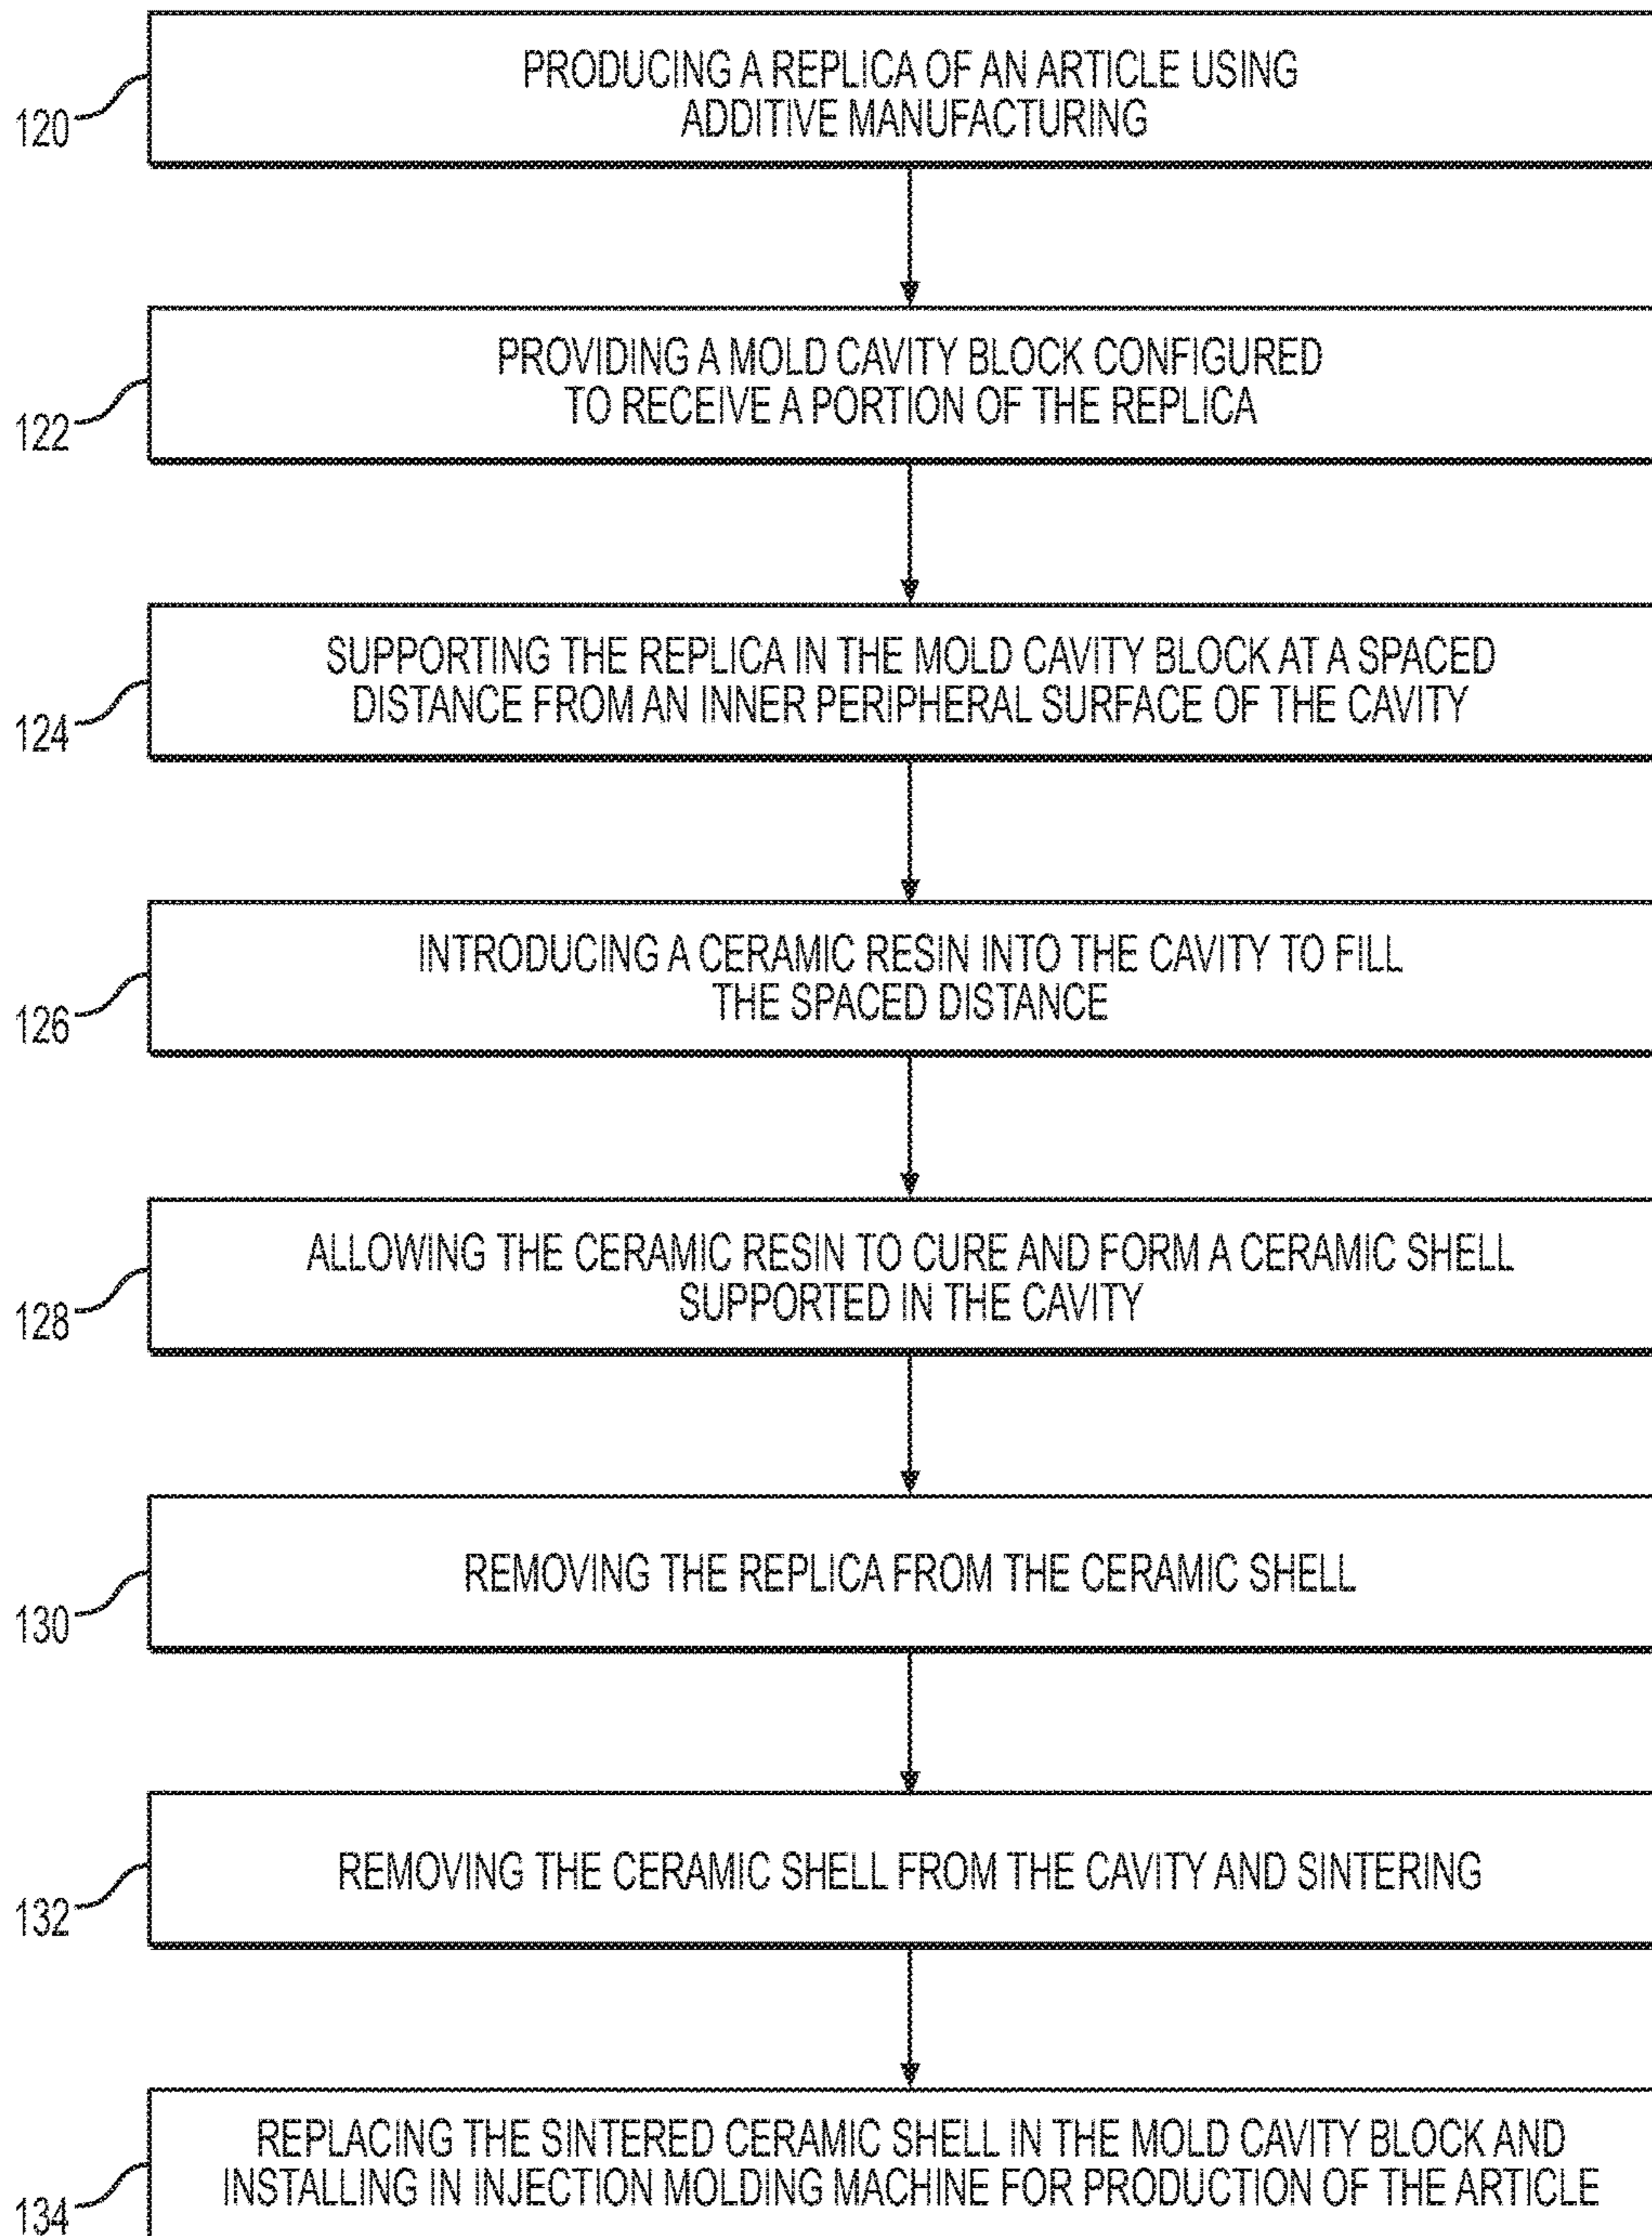 PRODUCING A REPLICA OF AN ARTICLE USING
ADDITIVE MANUFACTURING
120
PROVIDING A MOLD CAVITY BLOCK CONFIGURED
TO RECEIVE A PORTION OF THE REPLICA
122
SUPPORTING THE REPLICA IN THE MOLD CAVITY BLOCK AT A SPACED
DISTANCE FROM AN INNER PERIPHERAL SURFACE OF THE CAVITY
124
INTRODUCING A CERAMIC RESIN INTO THE CAVITY TO FILL
THE SPACED DISTANCE
126
ALLOWING THE CERAMIC RESIN TO CURE AND FORM A CERAMIC SHELL
SUPPORTED IN THE CAVITY
128
REMOVING THE REPLICA FROM THE CERAMIC SHELL
130
REMOVING THE CERAMIC SHELL FROM THE CAVITY AND SINTERING
132
REPLACING THE SINTERED CERAMIC SHELL IN THE MOLD CAVITY BLOCK AND
INSTALLING IN INJECTION MOLDING MACHINE FOR PRODUCTION OF THE ARTICLE
134